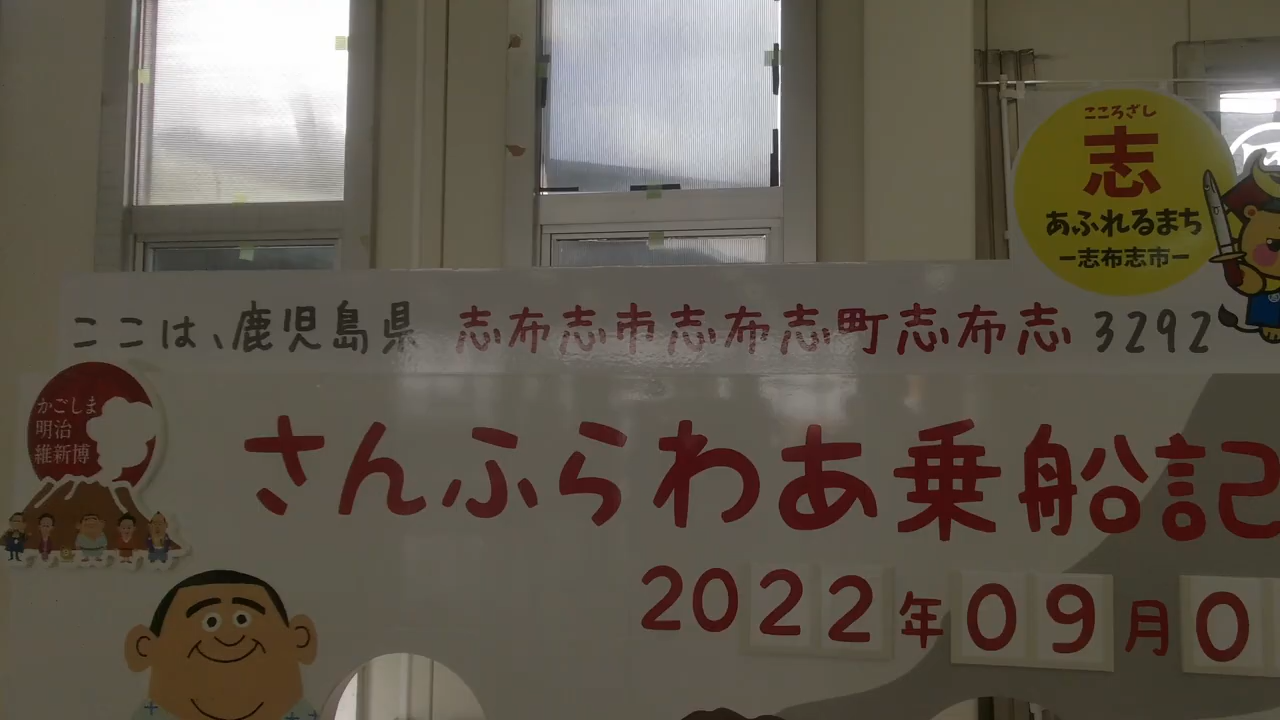 こころざし
志
あふれるまち
ー志布志市ー
ここは、鹿児島県 志布志市志布志町志布志 3292
かごしま
明治
維新博
さんふらわあ乗船記
2022年09月0